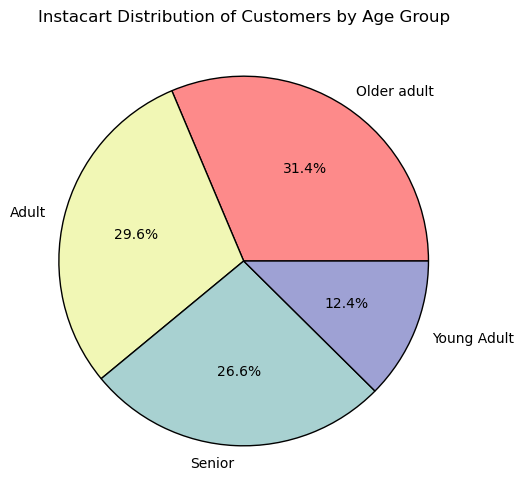 Instacart Distribution of Customers by Age Group
Older adult
31.4%
Adult
29.6%
12.4%
Young Adult
26.6%
Senior